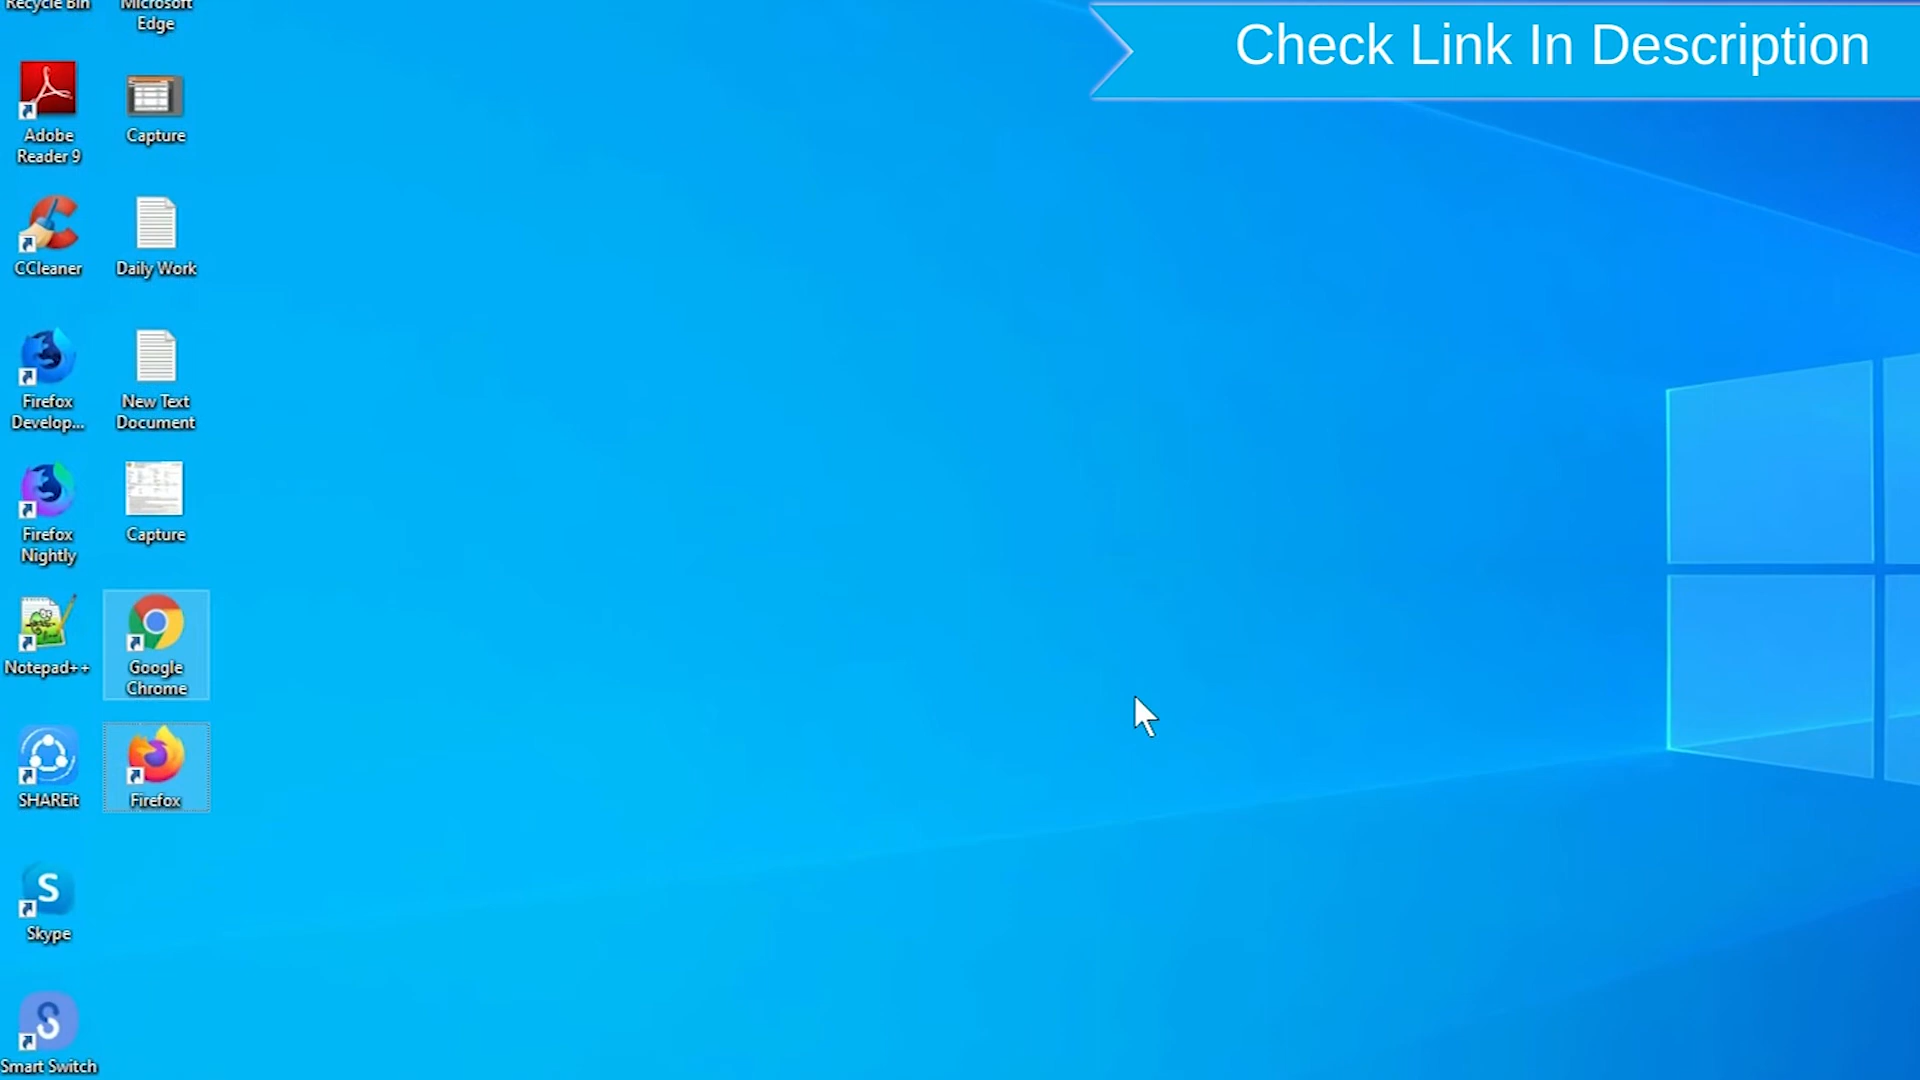 Recycle Bin
Microsoft
Edge
Check Link In Description
Adobe
Reader 9
Capture
CCleaner
Daily Work
Firefox
Develop...
New Text
Document
Firefox
Nightly
Capture
Notepad++
Google
Chrome
SHAREit
Firefox
Skype
Smart Switch